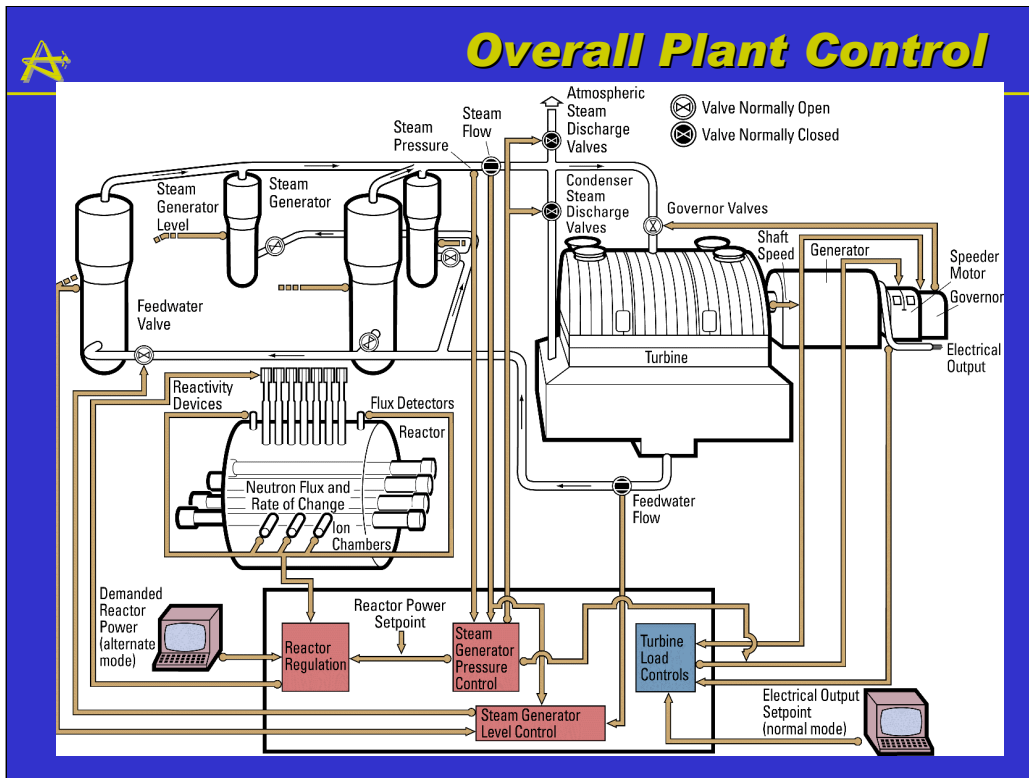 Overall Plant Control
Atmospheric
Steam
Discharge
Valves
Valve Normally Open
Valve Normally Closed
Steam
Flow
Steam
Pressure
Condenser
Steam
Discharge
Valves
Steam
Generator
Level
Steam
Generator
Governor Valves
Shaft
Speed
Generator
Speeder
Motor
Governor
Feedwater
Valve
Turbine
Electrical
Output
Reactivity
Devices
Flux Detectors
Reactor
Neutron Flux and
Rate of Change
Ion
Chambers
Feedwater
Flow
Demanded
Reactor
Power
(alternate
mode)
Reactor Power
Setpoint
Reactor
Regulation
Steam
Generator
Pressure
Control
Turbine
Load
Controls
Steam Generator
Level Control
Electrical Output
Setpoint
(normal mode)